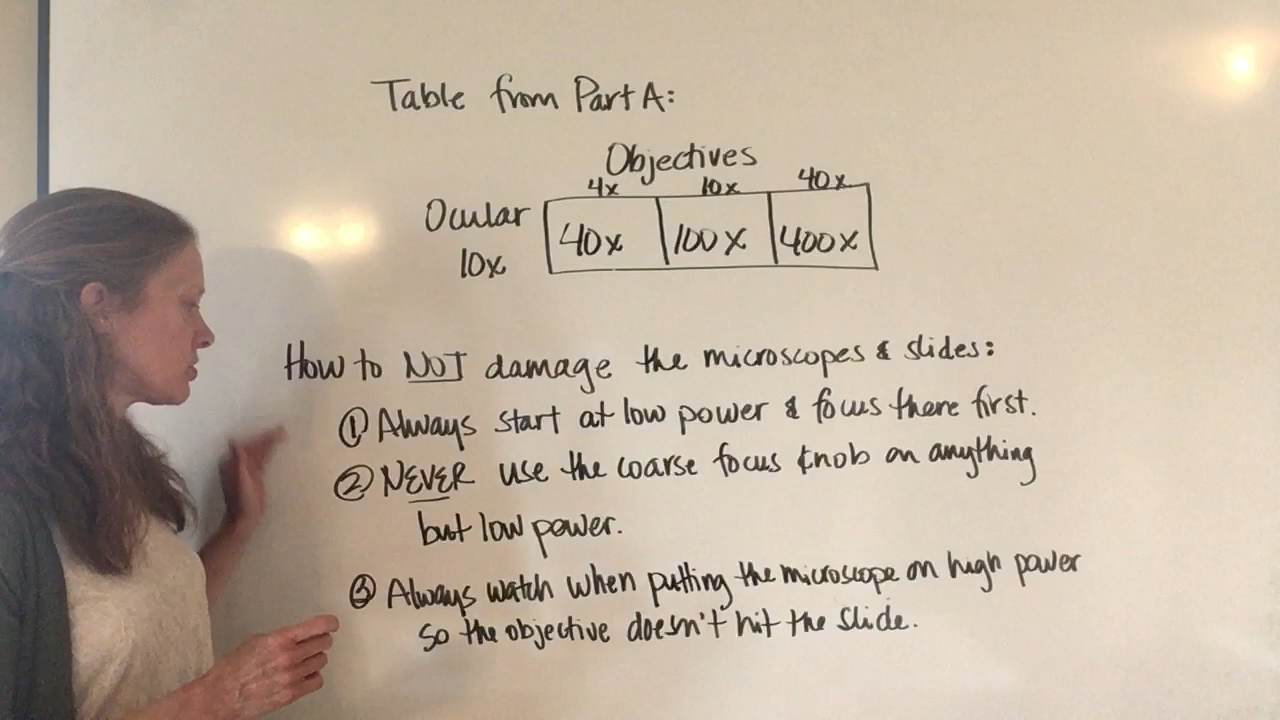 Table from Part A:
Objectives
4x 10x 40x
Ocular
10x
40x 100x 400x
How to NOT damage the microscopes & slides:
① Always start at low power & focus there first.
② NEVER use the coarse focus knob on anything
but low power.
③ Always watch when putting the microscope on high power
so the objective doesn't hit the slide.